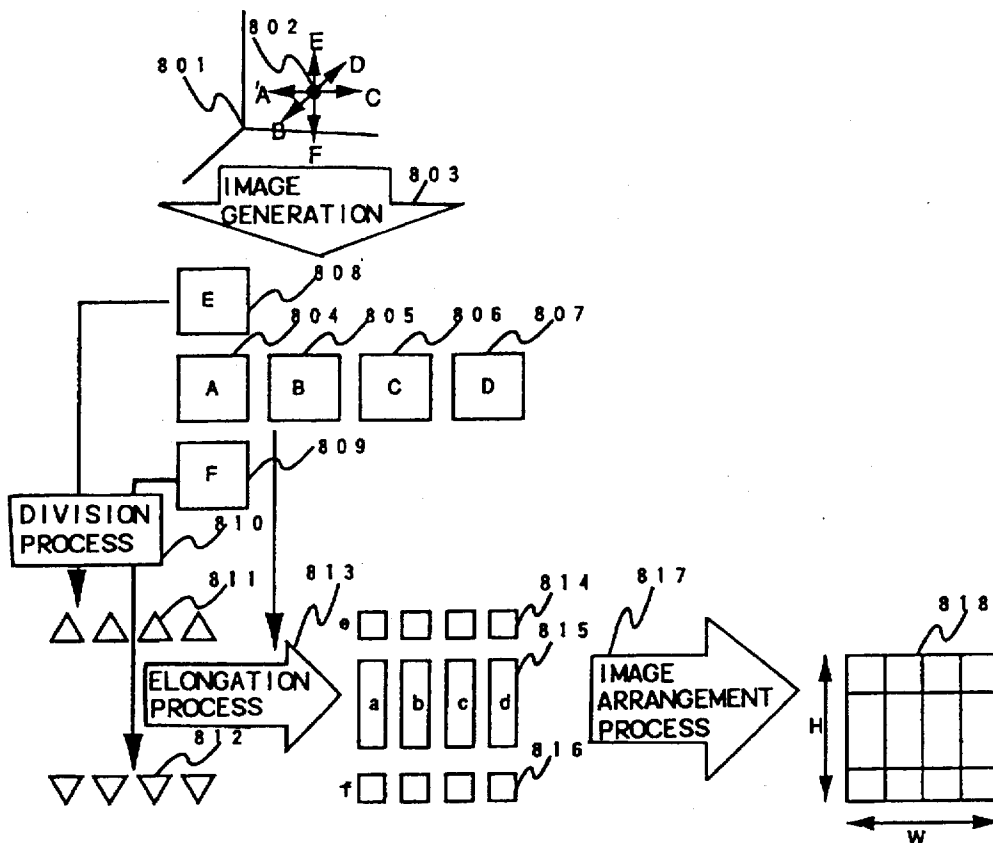 802
E
801
D
A
C
B
F
803
IMAGE
GENERATION
808
E
804 805 806 807
A B C D
809
F
DIVISION
PROCESS
810
811
813
814
817
818
e
815
ELONGATION
PROCESS
a b c d
IMAGE
ARRANGEMENT
PROCESS
H
812
816
f
W